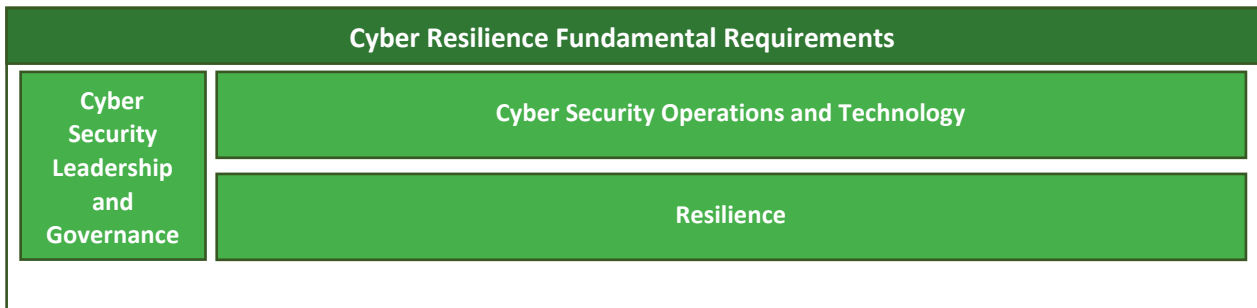 Cyber Resilience Fundamental Requirements
Cyber
Security
Leadership
and
Governance
Cyber Security Operations and Technology
Resilience